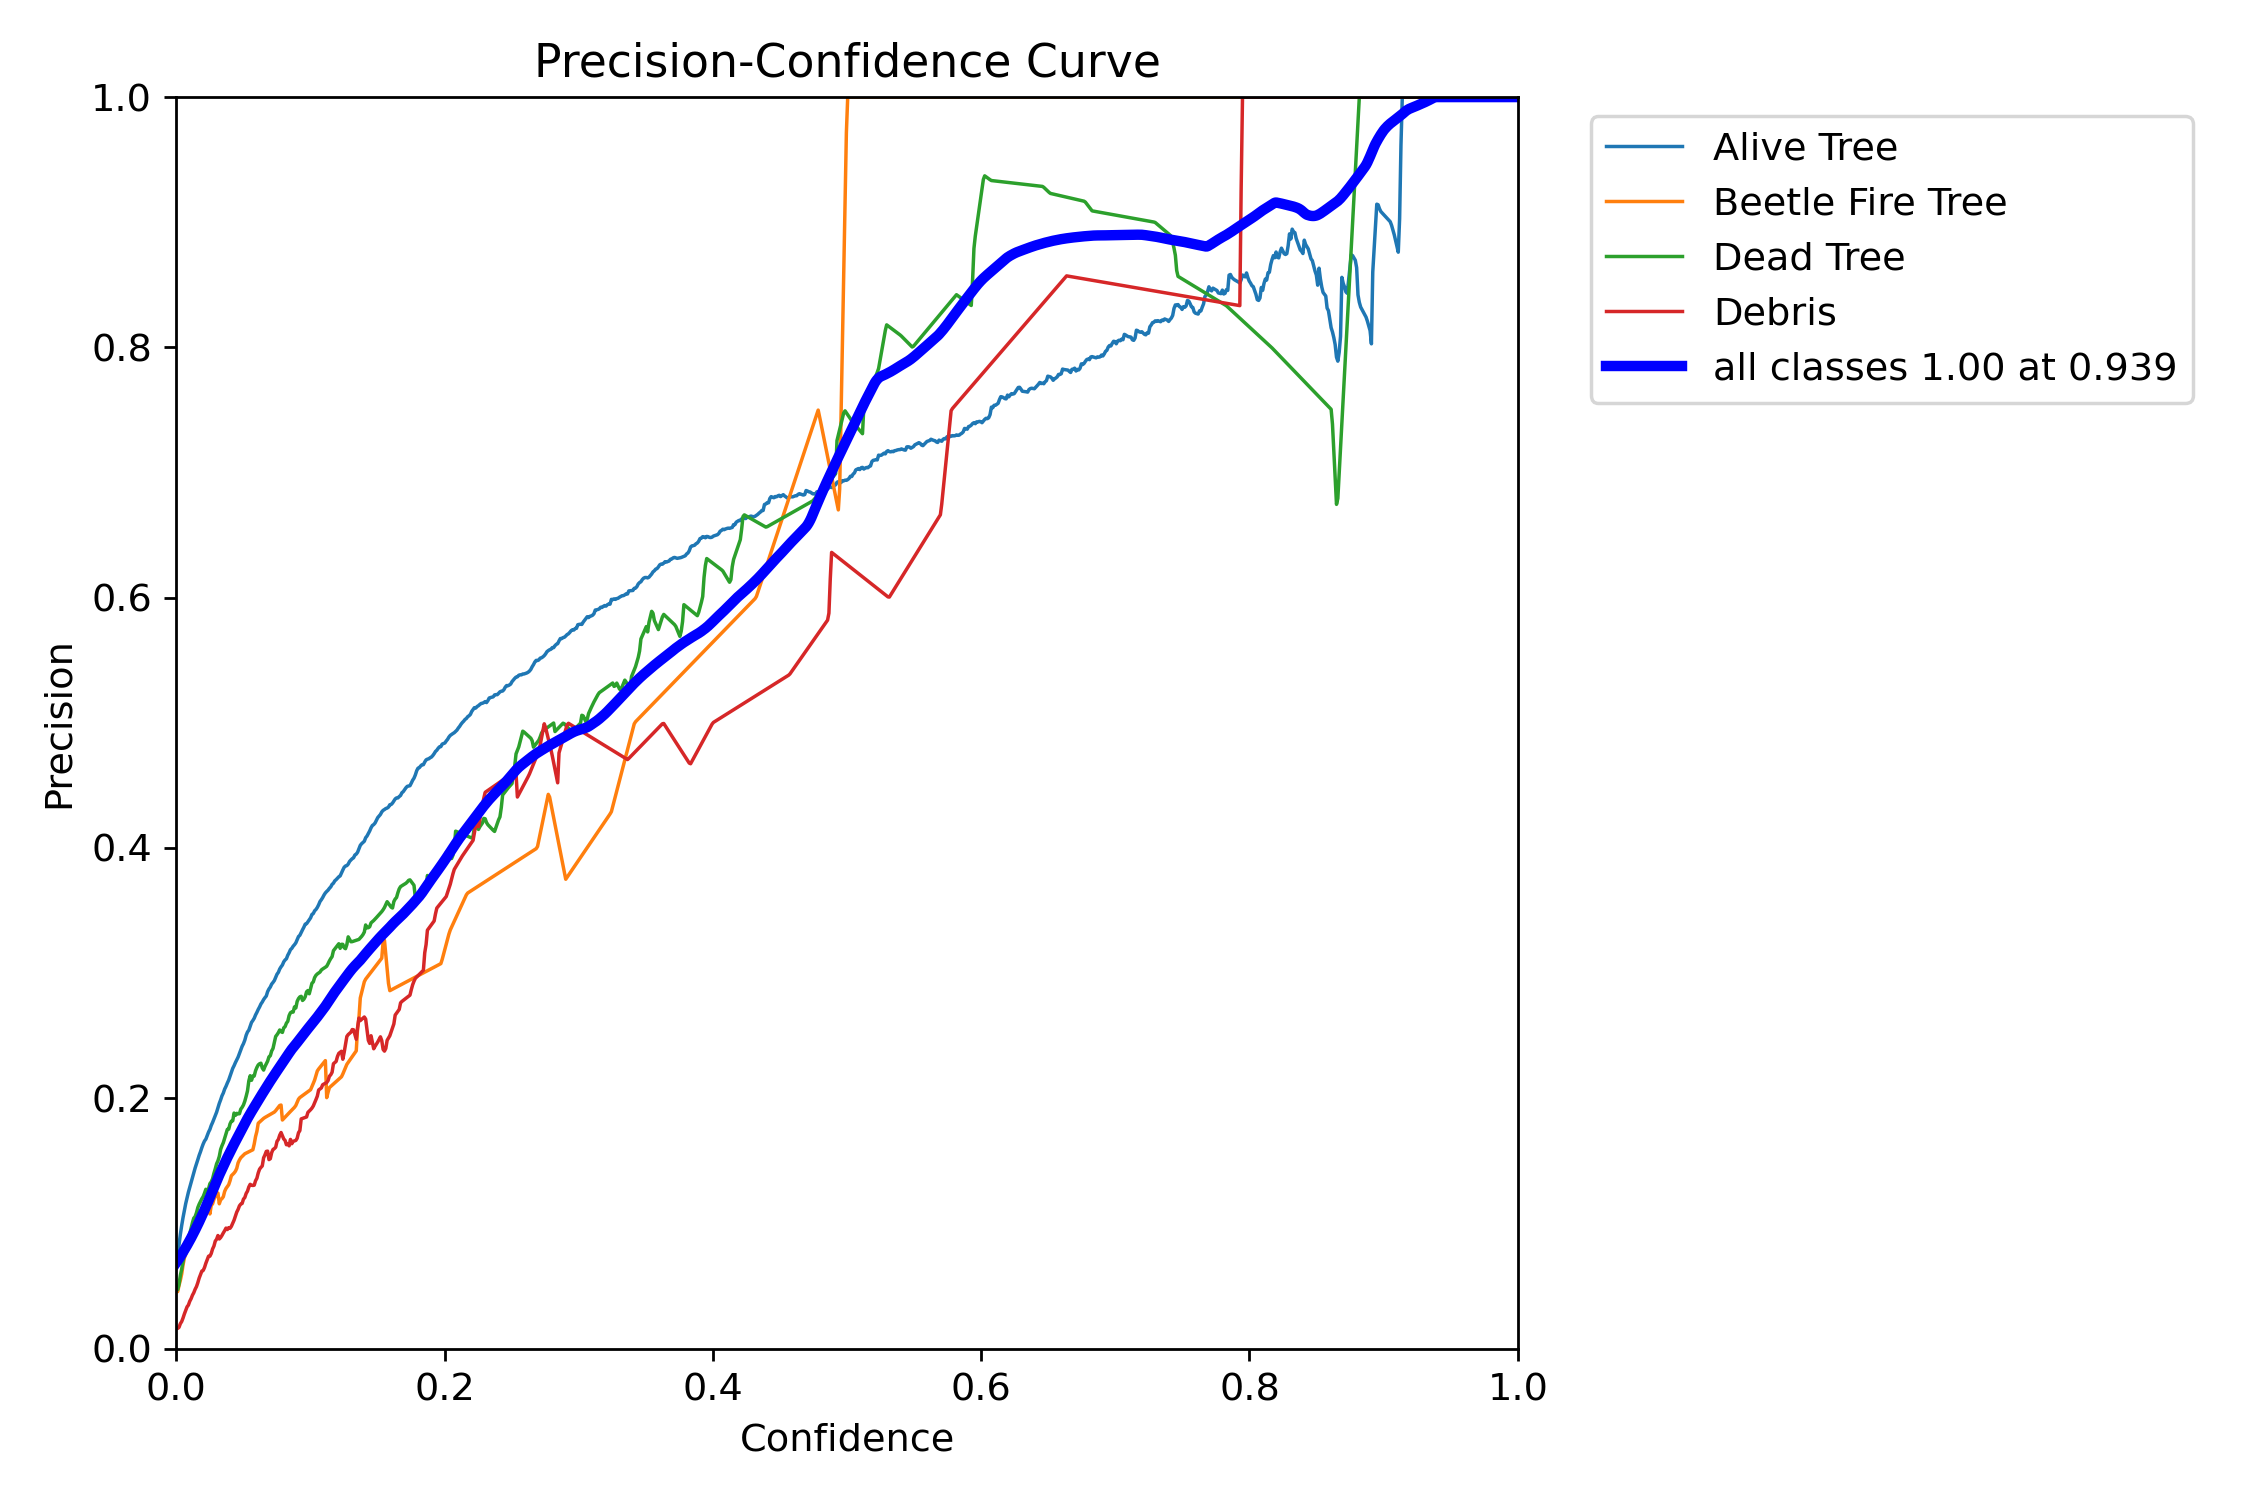 Precision-Confidence Curve
1.0
0.8
0.6
0.4
0.2
0.0
Precision
0.0 0.2 0.4 0.6 0.8 1.0
Confidence
Alive Tree
Beetle Fire Tree
Dead Tree
Debris
all classes 1.00 at 0.939